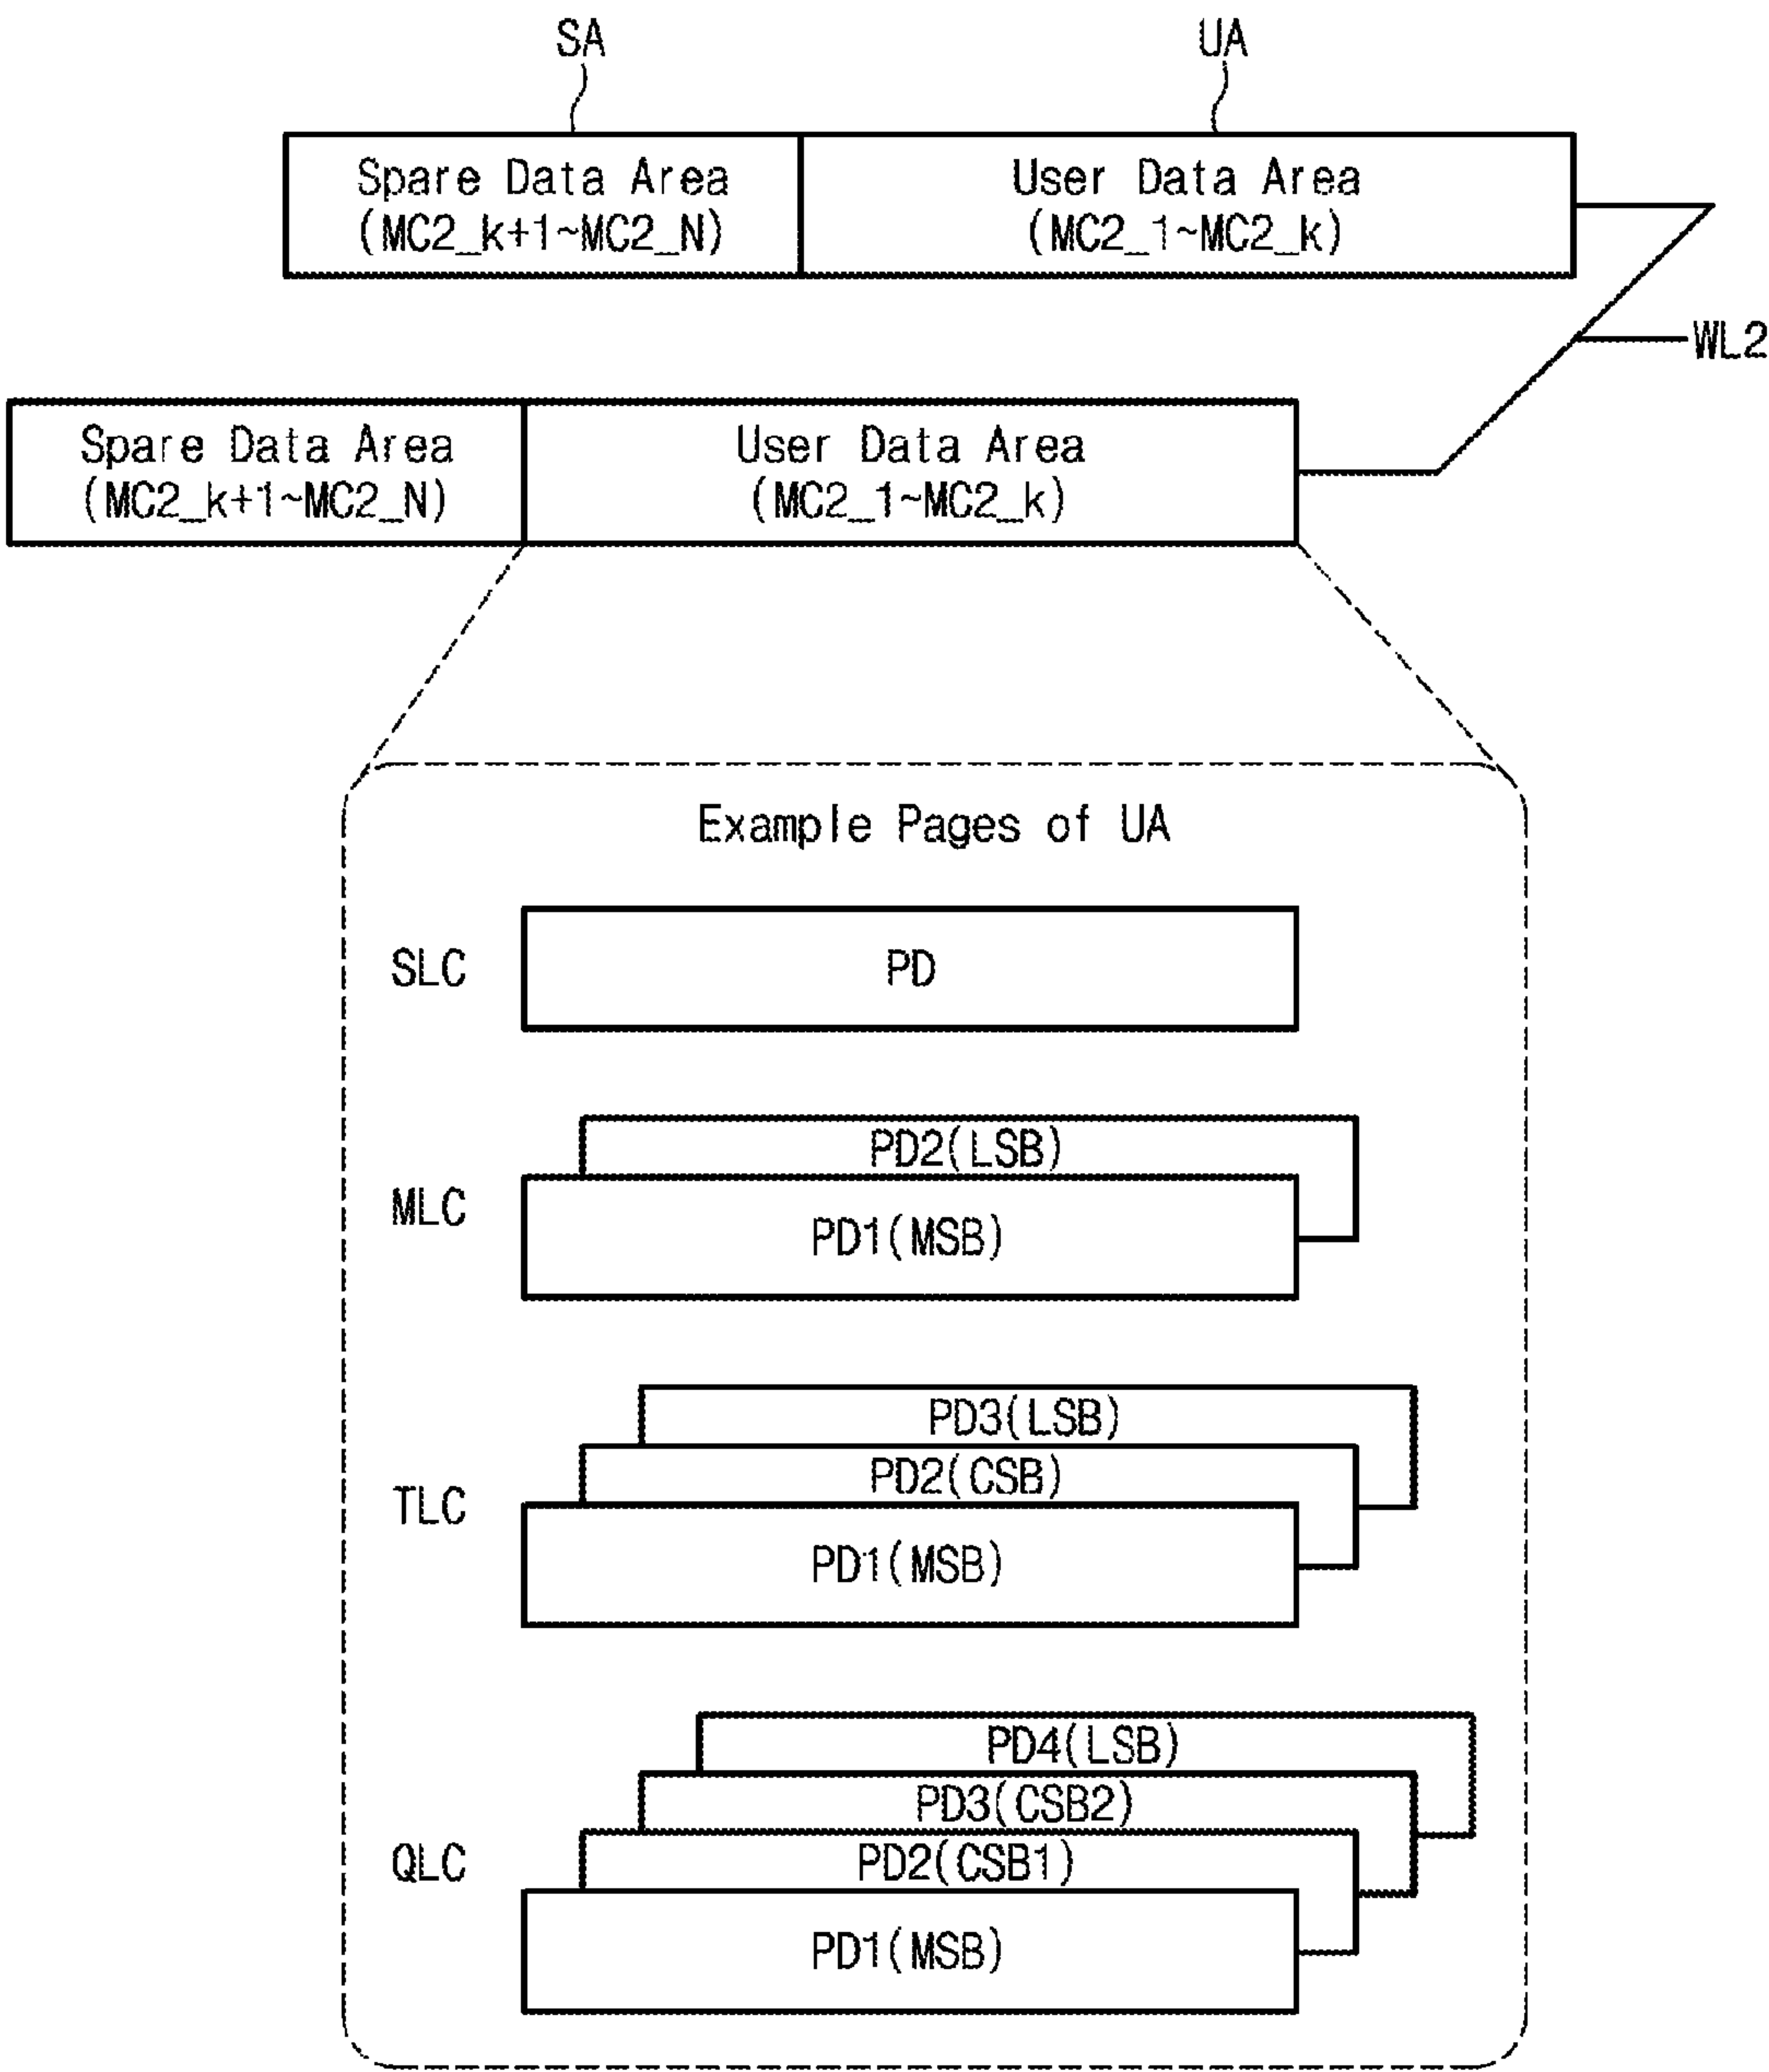 SA
UA
Spare Data Area
(MC2_k+1~MC2_N)
User Data Area
(MC2_1~MC2_k)
WL2
Spare Data Area
(MC2_k+1~MC2_N)
User Data Area
(MC2_1~MC2_k)
Example Pages of UA
SLC
PD
MLC
PD2(LSB)
PD1(MSB)
TLC
PD3(LSB)
PD2(CSB)
PD1(MSB)
QLC
PD4(LSB)
PD3(CSB2)
PD2(CSB1)
PD1(MSB)